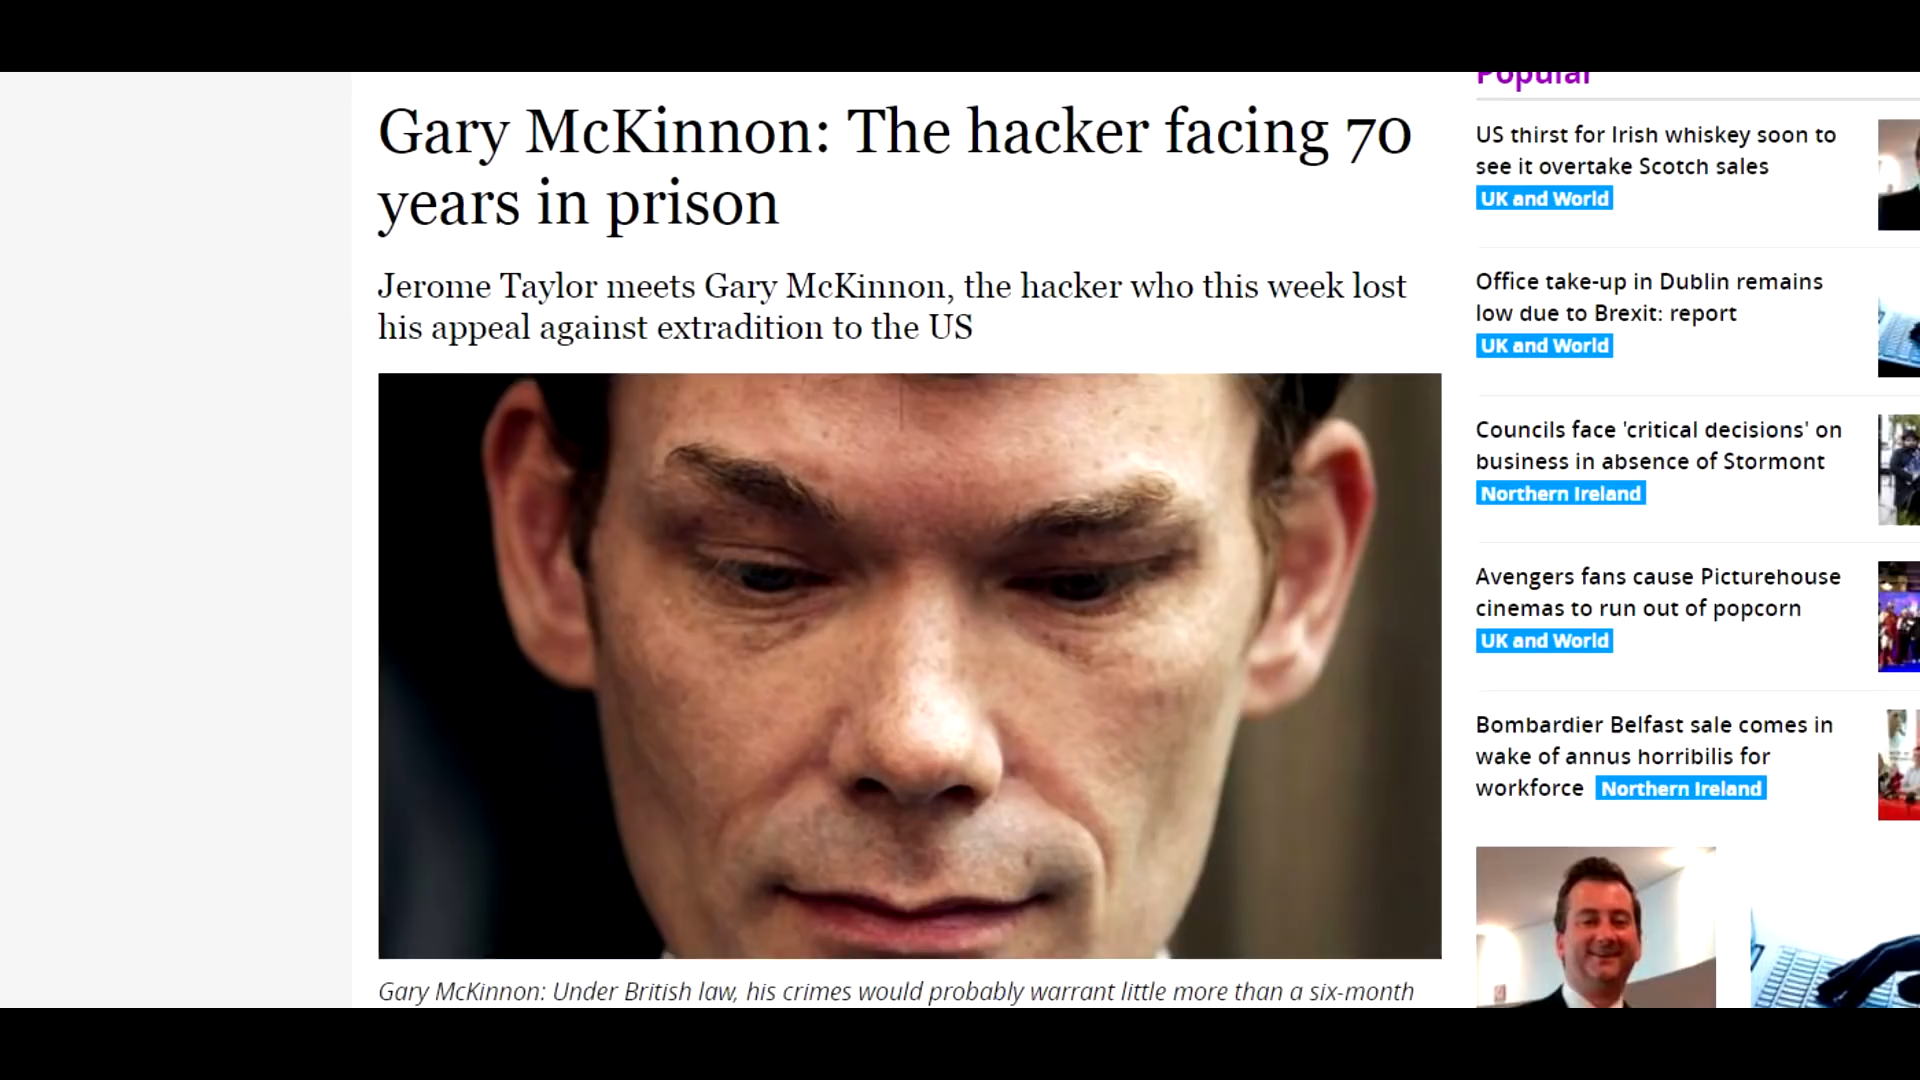 Gary McKinnon: The hacker facing 70
years in prison
Jerome Taylor meets Gary McKinnon, the hacker who this week lost
his appeal against extradition to the US
Gary McKinnon: Under British law, his crimes would probably warrant little more than a six-month
Popular
US thirst for Irish whiskey soon to
see it overtake Scotch sales
UK and World
Office take-up in Dublin remains
low due to Brexit: report
UK and World
Councils face 'critical decisions' on
business in absence of Stormont
Northern Ireland
Avengers fans cause Picturehouse
cinemas to run out of popcorn
UK and World
Bombardier Belfast sale comes in
wake of annus horribilis for
workforce Northern Ireland